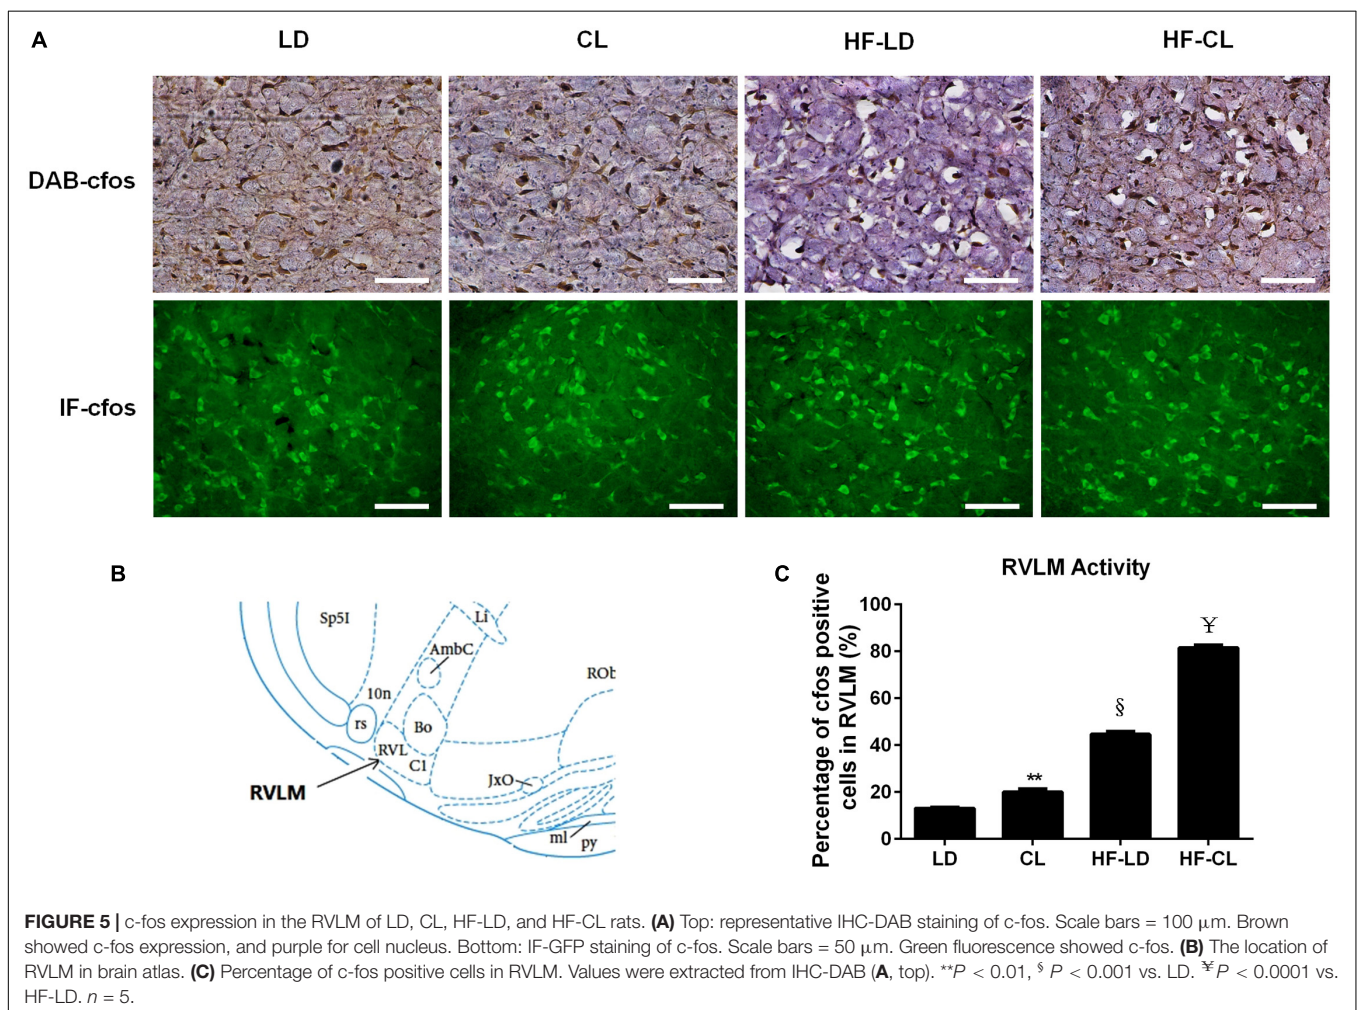 A
LD CL HF-LD HF-CL
DAB-cfos
IF-cfos
B
Sp5I
Li
AmbC
ROt
10n
rs
Bo
RVL
C1
RVLM
JxO
ml
py
C
RVLM Activity
Percentage of cfos positive
cells in RVLM (%)
100
80
60
40
20
0
**
§
¥
LD CL HF-LD HF-CL
FIGURE 5 | c-fos expression in the RVLM of LD, CL, HF-LD, and HF-CL rats. (A) Top: representative IHC-DAB staining of c-fos. Scale bars = 100 μm. Brown
showed c-fos expression, and purple for cell nucleus. Bottom: IF-GFP staining of c-fos. Scale bars = 50 μm. Green fluorescence showed c-fos. (B) The location of
RVLM in brain atlas. (C) Percentage of c-fos positive cells in RVLM. Values were extracted from IHC-DAB (A, top). **P < 0.01, § P < 0.001 vs. LD. ¥P < 0.0001 vs.
HF-LD. n = 5.